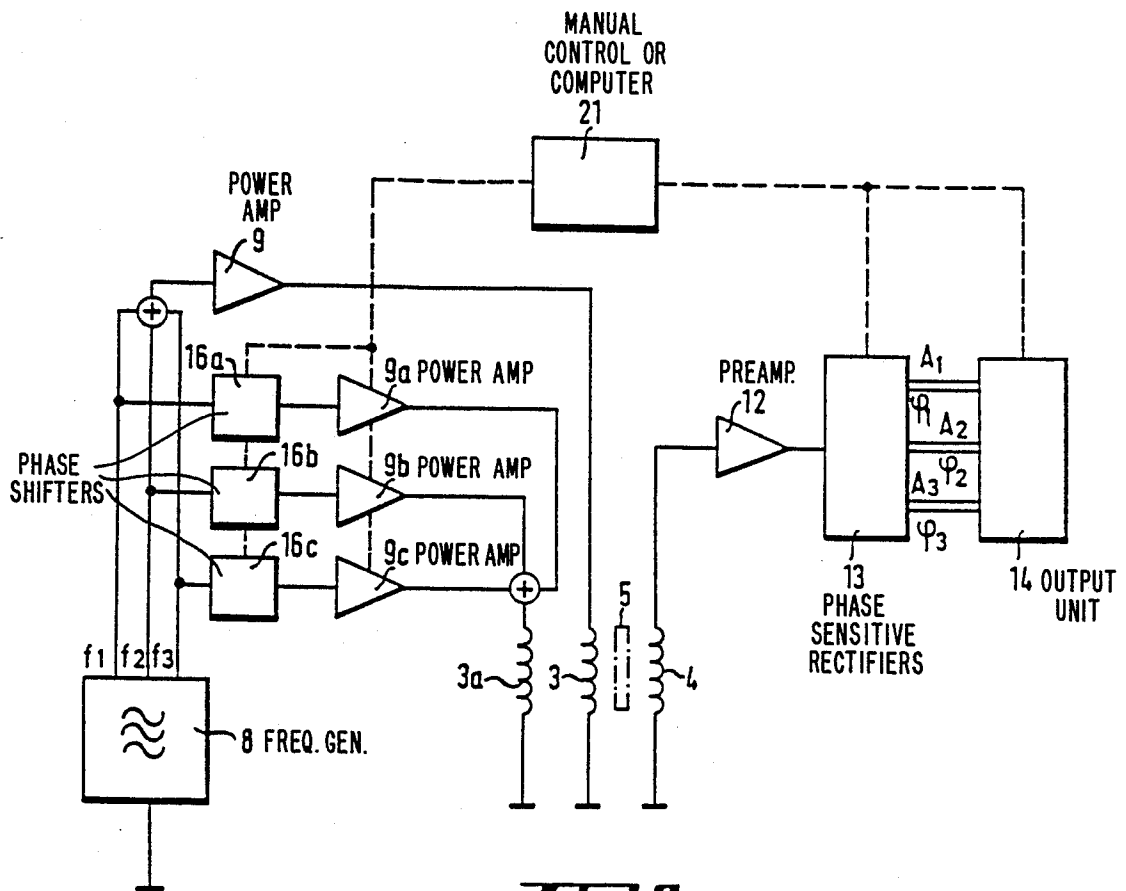 MANUAL
CONTROL OR
COMPUTER
21
POWER
AMP
9
16a
9a POWER AMP
PREAMP.
12
A1
φ1
A2
φ2
A3
φ3
PHASE
SHIFTERS
16b
9b POWER AMP
16c
9c POWER AMP
13
PHASE
SENSITIVE
RECTIFIERS
14 OUTPUT
UNIT
5
3a
3
4
f1 f2 f3
8 FREQ. GEN.